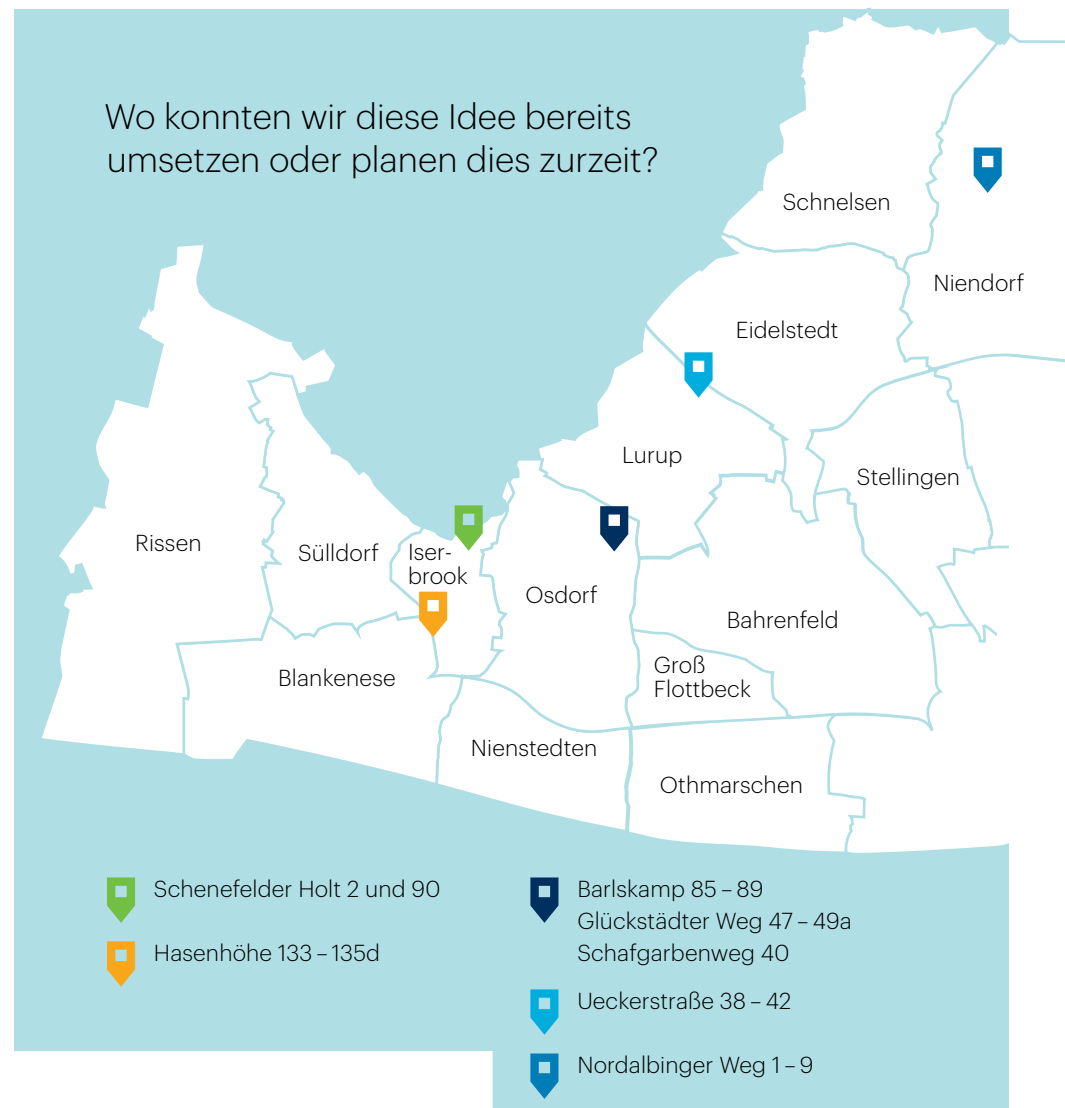 Wo konnten wir diese Idee bereits
umsetzen oder planen dies zurzeit?
Schnelsen
Niendorf
Eidelstedt
Lurup
Stellingen
Rissen
Sülldorf
Iser-
brook
Osdorf
Bahrenfeld
Blankenese
Groß
Flottbeck
Nienstedten
Othmarschen
Schenefelder Holt 2 und 90
Hasenhöhe 133 – 135d
Barlskamp 85 – 89
Glückstädter Weg 47 – 49a
Schafgarbenweg 40
Ueckerstraße 38 – 42
Nordalbinger Weg 1 – 9